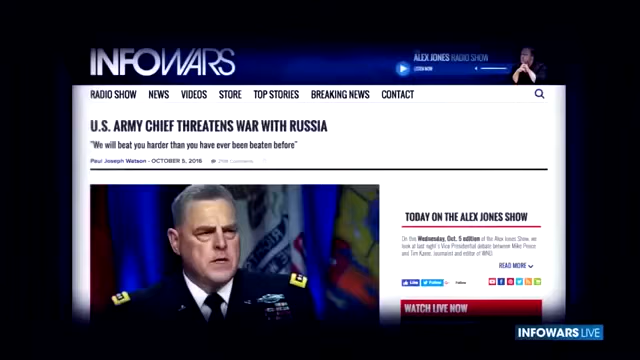 INFOWARS
ALEX JONES RADIO SHOW
LISTEN NOW
RADIO SHOW NEWS VIDEOS STORE TOP STORIES BREAKING NEWS CONTACT
U.S. ARMY CHIEF THREATENS WAR WITH RUSSIA
"We will beat you harder than you have ever been beaten before"
Paul Joseph Watson - OCTOBER 5, 2016 Comments
TODAY ON THE ALEX JONES SHOW
On this Wednesday, Oct. 5 edition of the Alex Jones Show, we
look at last night's Vice Presidential debate between Mike Pence
and Tim Kaine. Journalist and editor of WND
READ MORE
Like Follow
WATCH LIVE NOW
INFOWARS LIVE